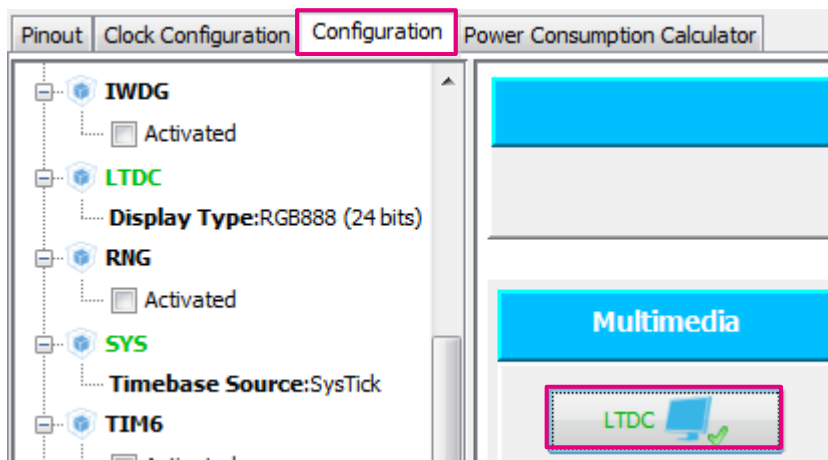 Pinout Clock Configuration Configuration Power Consumption Calculator
IWDG
Activated
LTDC
Display Type:RGB888 (24 bits)
RNG
Activated
SYS
Timebase Source:SysTick
TIM6
Multimedia
LTDC